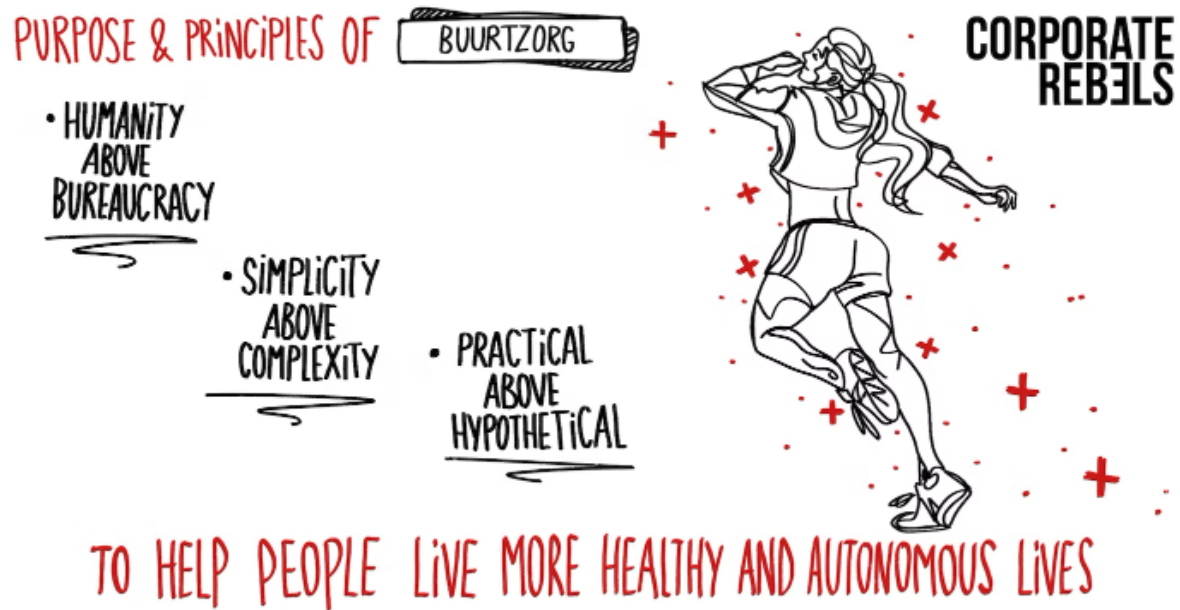 PURPOSE & PRiNCiPLES OF BUURTZORG
CORPORATE
REBELS
• HUMANiTY
ABOVE
BUREAUCRACY
• SiMPLiCiTY
ABOVE
COMPLEXiTY
• PRACTiCAL
ABOVE
HYPOTHETiCAL
TO HELP PEOPLE LiVE MORE HEALTHY AND AUTONOMOUS LiVES